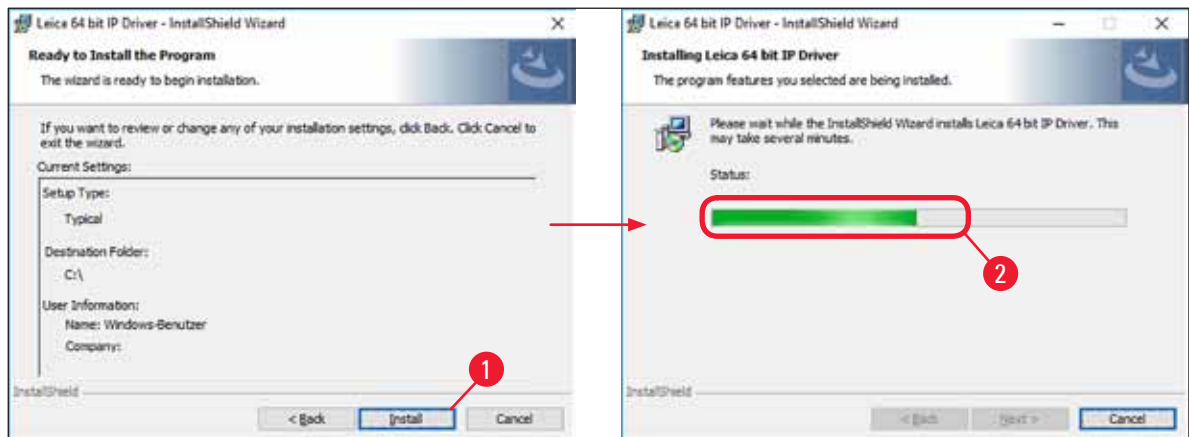 Leica 64 bit IP Driver - InstallShield Wizard
Ready to Install the Program
The wizard is ready to begin installation.
If you want to review or change any of your installation settings, click Back. Click Cancel to
exit the wizard.
Current Settings:
Setup Type:
Typical
Destination Folder:
C:\
User Information:
Name: Windows-Benutzer
Company:
1
InstallShield
< Back
Install
Cancel
Leica 64 bit IP Driver - InstallShield Wizard
Installing Leica 64 bit IP Driver
The program features you selected are being installed.
Please wait while the InstallShield Wizard installs Leica 64 bit IP Driver. This
may take several minutes.
Status:
2
InstallShield
< Back
Next >
Cancel